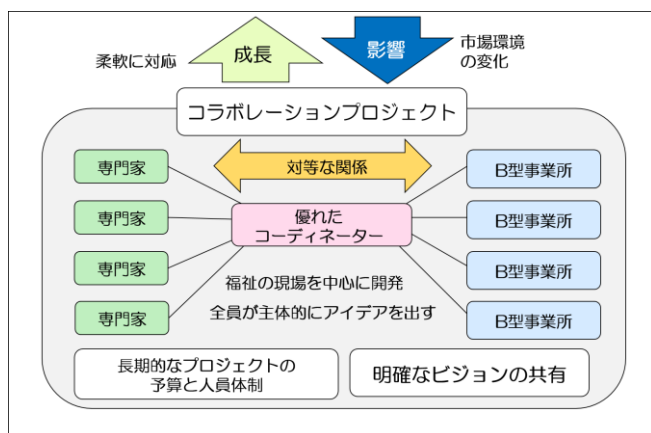 柔軟に対応
成長
影響
市場環境
の変化
コラボレーションプロジェクト
対等な関係
専門家
専門家
専門家
専門家
優れた
コーディネーター
B型事業所
B型事業所
B型事業所
B型事業所
福祉の現場を中心に開発
全員が主体的にアイデアを出す
長期的なプロジェクトの
予算と人員体制
明確なビジョンの共有